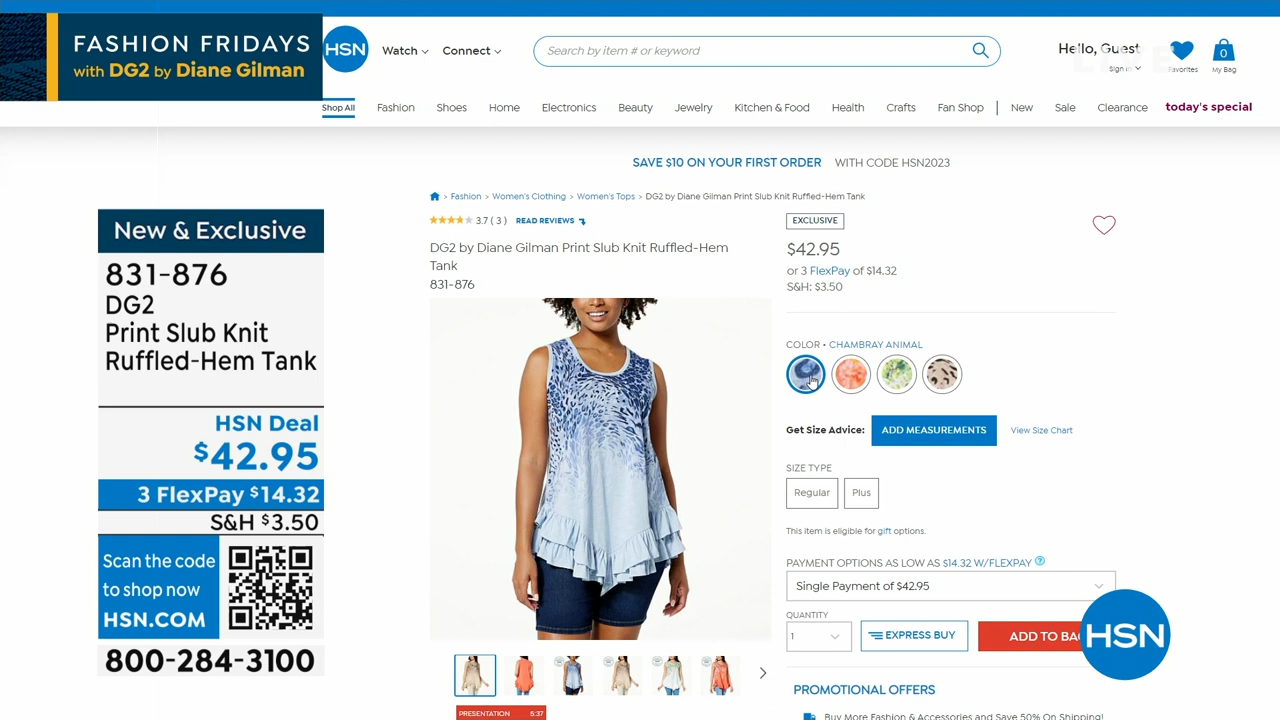 FASHION FRIDAYS
with DG2 by Diane Gilman
HSN
Watch
Connect
Search by item # or keyword
Hello, Guest
Sign in
Favorites
0
My Bag
Shop All
Fashion
Shoes
Home
Electronics
Beauty
Jewelry
Kitchen & Food
Health
Crafts
Fan Shop
New
Sale
Clearance
today's special
SAVE $10 ON YOUR FIRST ORDER WITH CODE HSN2023
> Fashion > Women's Clothing > Women's Tops > DG2 by Diane Gilman Print Slub Knit Ruffled-Hem Tank
3.7 ( 3 ) READ REVIEWS
DG2 by Diane Gilman Print Slub Knit Ruffled-Hem
Tank
831-876
EXCLUSIVE
$42.95
or 3 FlexPay of $14.32
S&H: $3.50
COLOR • CHAMBRAY ANIMAL
Get Size Advice:
ADD MEASUREMENTS
View Size Chart
SIZE TYPE
Regular
Plus
This item is eligible for gift options.
PAYMENT OPTIONS AS LOW AS $14.32 W/FLEXPAY ?
Single Payment of $42.95
QUANTITY
1
EXPRESS BUY
ADD TO BA
HSN
PROMOTIONAL OFFERS
Buy More Fashion & Accessories and Save 50% On Shipping!
PRESENTATION 5:37
New & Exclusive
831-876
DG2
Print Slub Knit
Ruffled-Hem Tank
HSN Deal
$42.95
3 FlexPay $14.32
S&H $3.50
Scan the code
to shop now
HSN.COM
800-284-3100